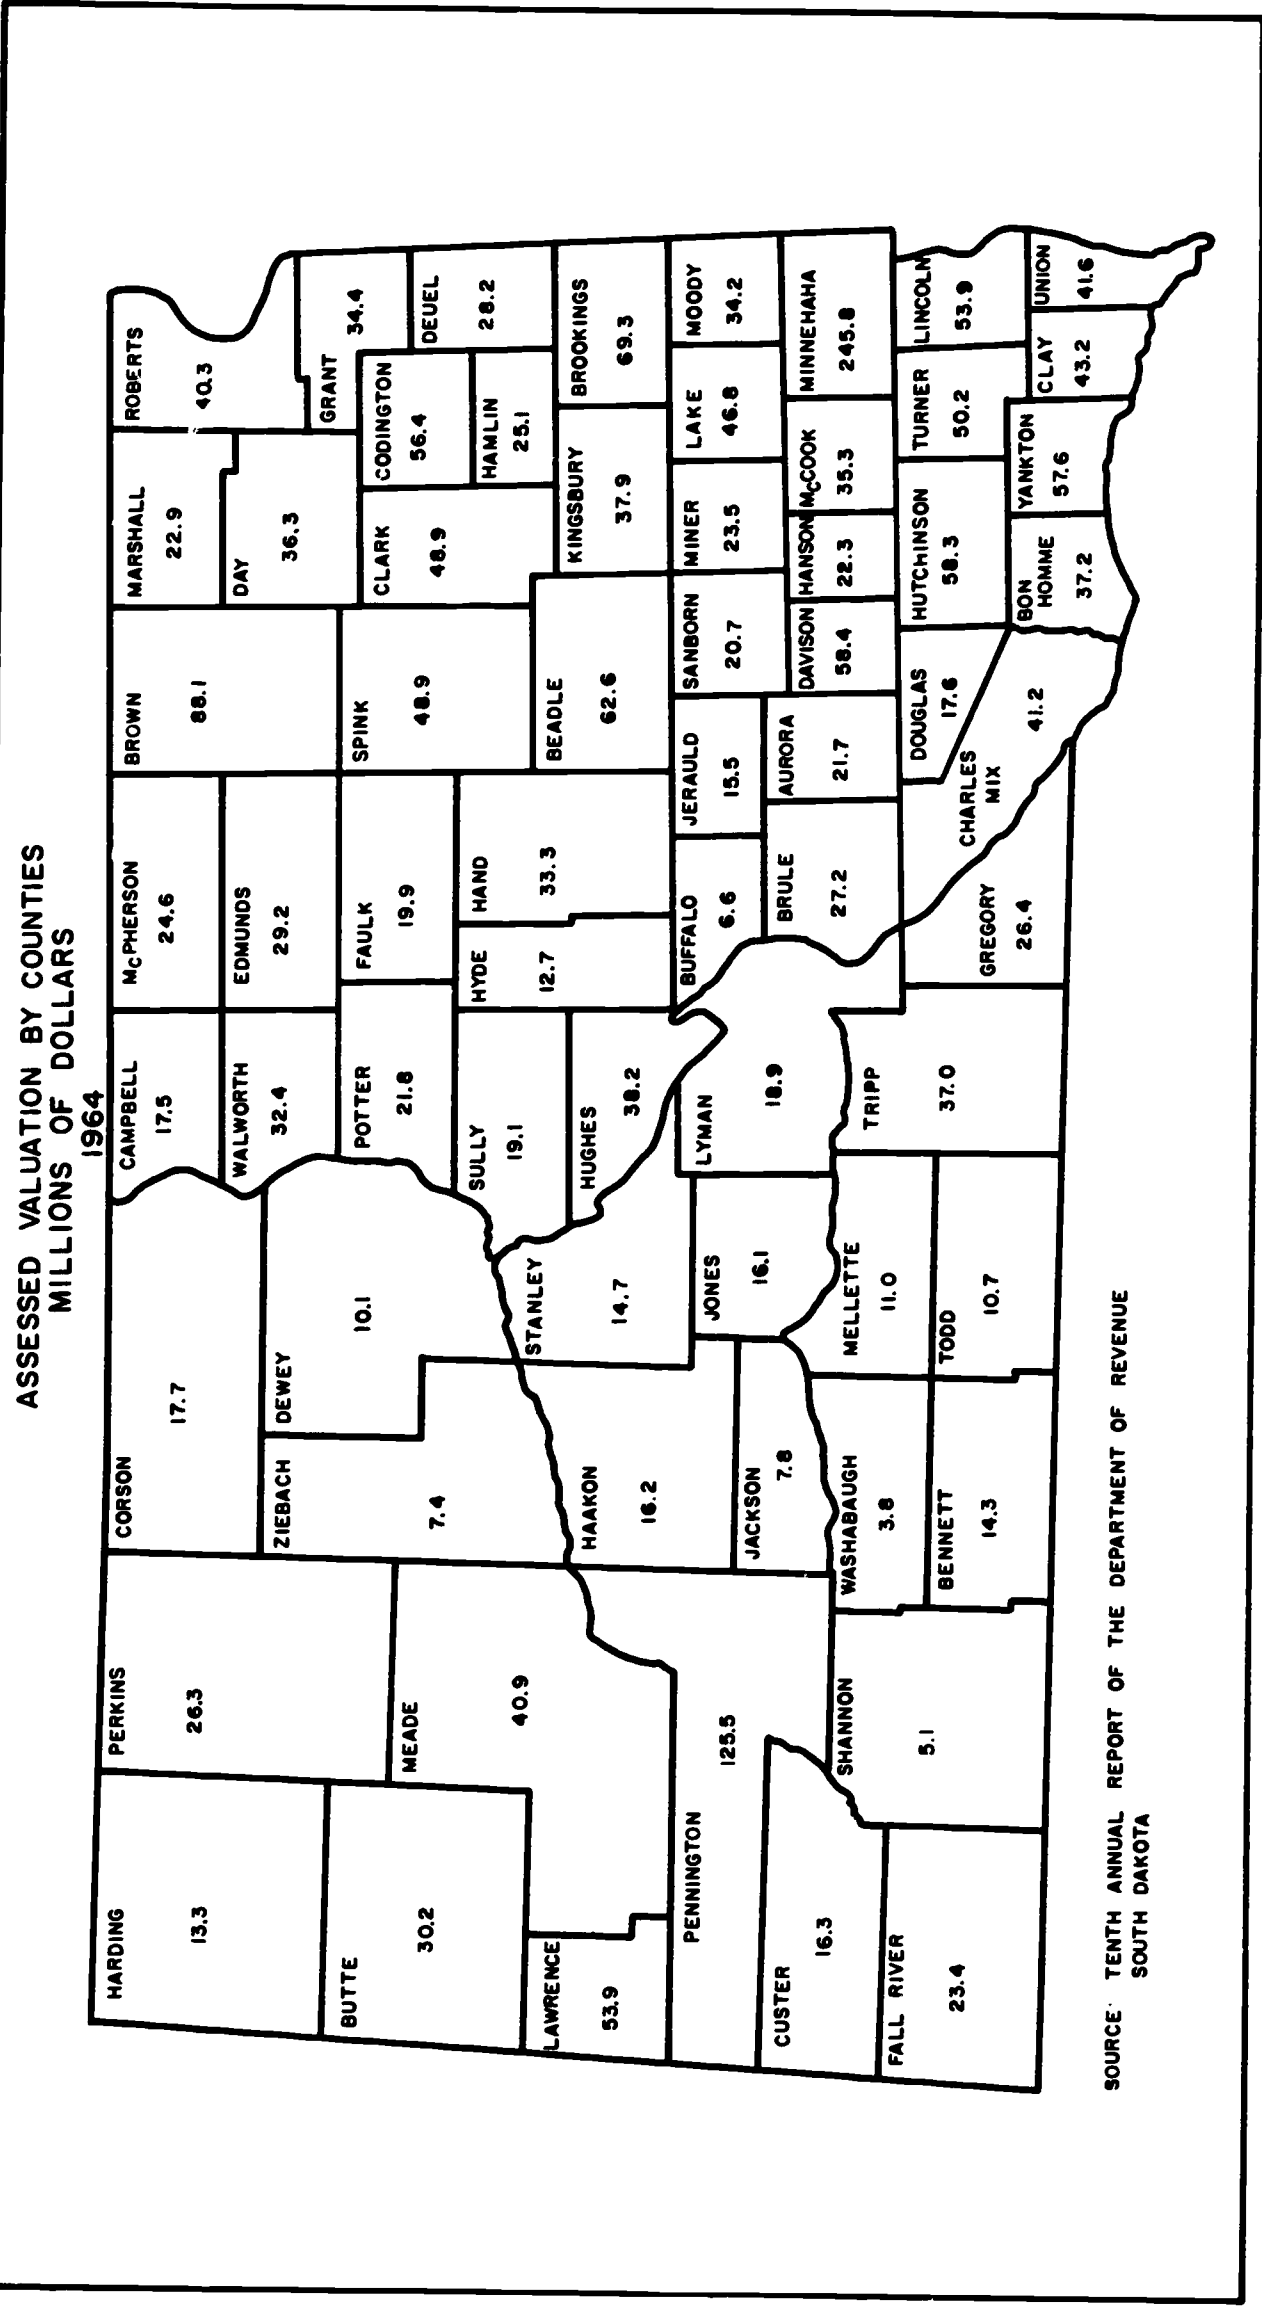 ASSESSED VALUATION BY COUNTIES
MILLIONS OF DOLLARS
1964
HARDING
13.3
PERKINS
26.3
CORSON
17.7
CAMPBELL
17.5
McPHERSON
24.6
BROWN
88.1
MARSHALL
22.9
ROBERTS
40.3
WALWORTH
32.4
EDMUNDS
29.2
DAY
36.3
GRANT
34.4
BUTTE
30.2
MEADE
40.9
ZIEBACH
7.4
DEWEY
10.1
POTTER
21.8
FAULK
19.9
SPINK
48.9
CLARK
48.9
CODINGTON
56.4
DEUEL
28.2
HAMLIN
25.1
LAWRENCE
53.9
HAAKON
16.2
STANLEY
14.7
SULLY
19.1
HUGHES
38.2
HYDE
12.7
HAND
33.3
BEADLE
62.6
KINGSBURY
37.9
BROOKINGS
69.3
PENNINGTON
125.5
JACKSON
7.8
JONES
16.1
LYMAN
18.9
BUFFALO
6.6
JERAULD
15.5
SANBORN
20.7
MINER
23.5
LAKE
46.8
MOODY
34.2
CUSTER
16.3
BRULE
27.2
AURORA
21.7
DAVISON
58.4
HANSON
22.3
McCOOK
35.3
MINNEHAHA
245.8
FALL RIVER
23.4
SHANNON
5.1
WASHABAUGH
3.8
BENNETT
14.3
MELLETTE
11.0
TODD
10.7
TRIPP
37.0
GREGORY
26.4
CHARLES
MIX
41.2
DOUGLAS
17.6
HUTCHINSON
58.3
TURNER
50.2
LINCOLN
53.9
BON
HOMME
37.2
YANKTON
57.6
CLAY
43.2
UNION
41.6
SOURCE: TENTH ANNUAL REPORT OF THE DEPARTMENT OF REVENUE
SOUTH DAKOTA